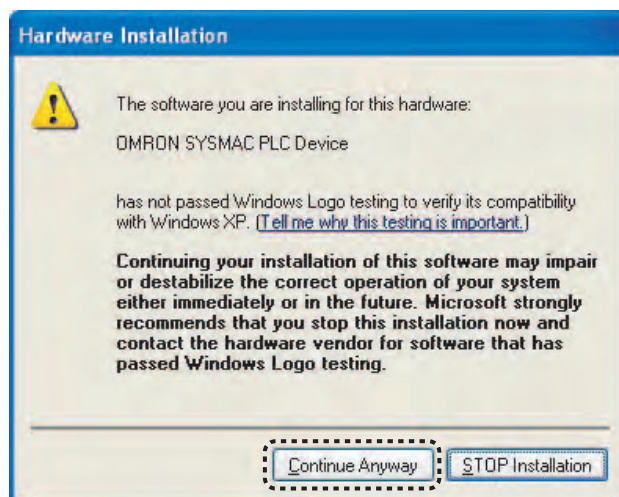 Hardware Installation
The software you are installing for this hardware:
OMRON SYSMAC PLC Device
has not passed Windows Logo testing to verify its compatibility
with Windows XP. (Tell me why this testing is important.)
Continuing your installation of this software may impair
or destabilize the correct operation of your system
either immediately or in the future. Microsoft strongly
recommends that you stop this installation now and
contact the hardware vendor for software that has
passed Windows Logo testing.
Continue Anyway STOP Installation